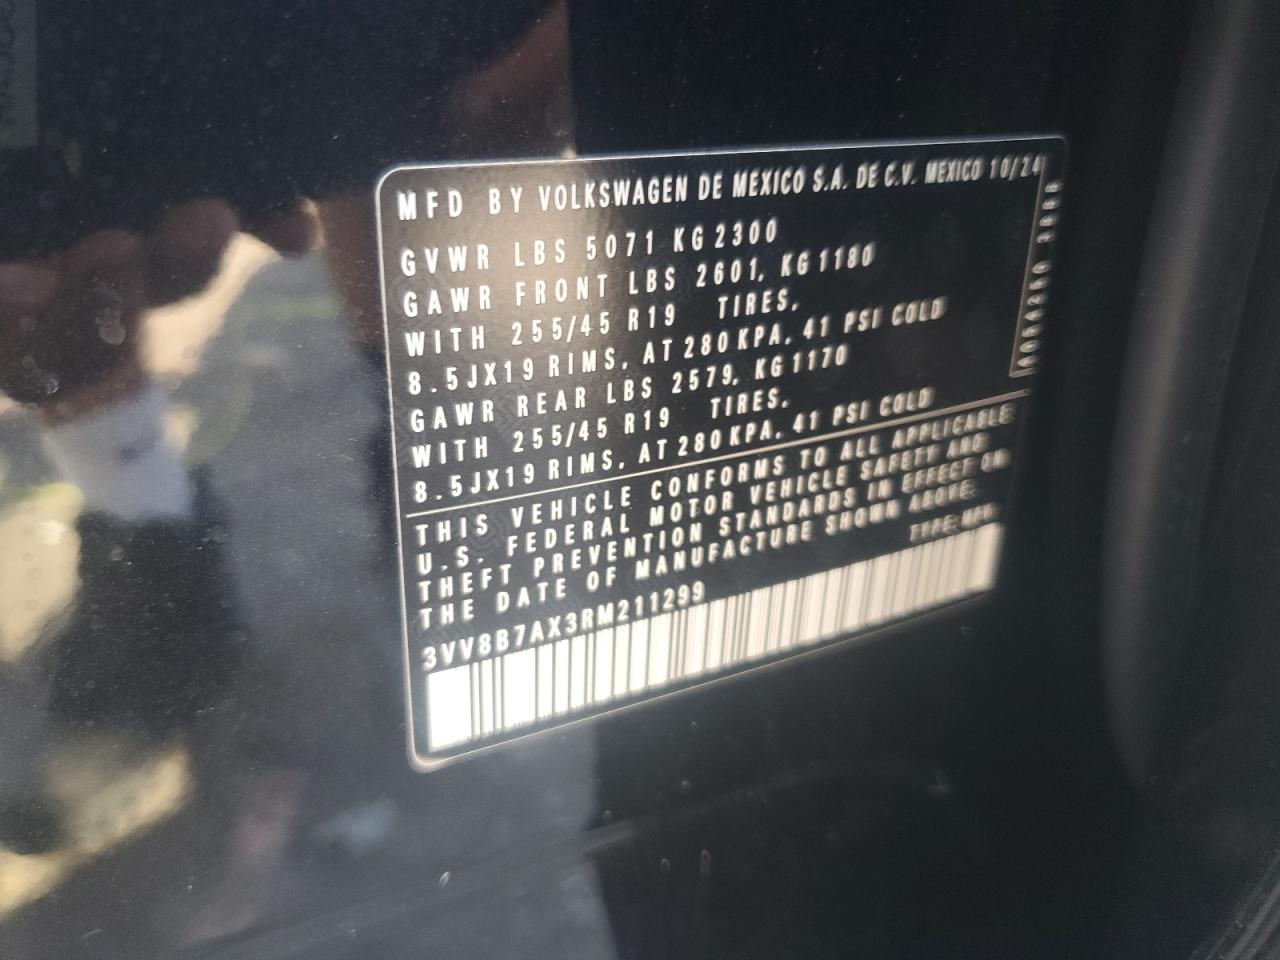 MFD BY VOLKSWAGEN DE MEXICO S.A. DE C.V. MEXICO 10/24
GVWR LBS 5071 KG 2300
GAWR FRONT LBS 2601, KG 1180
WITH 255/45 R19 TIRES,
8.5JX19 RIMS, AT 280 KPA, 41 PSI COLD
GAWR REAR LBS 2579, KG 1170
WITH 255/45 R19 TIRES,
8.5JX19 RIMS, AT 280 KPA, 41 PSI COLD
THIS VEHICLE CONFORMS TO ALL APPLICABLE
U.S. FEDERAL MOTOR VEHICLE SAFETY AND
THEFT PREVENTION STANDARDS IN EFFECT ON
THE DATE OF MANUFACTURE SHOWN ABOVE.
TYPE: MPV
3VV8B7AX3RM211299